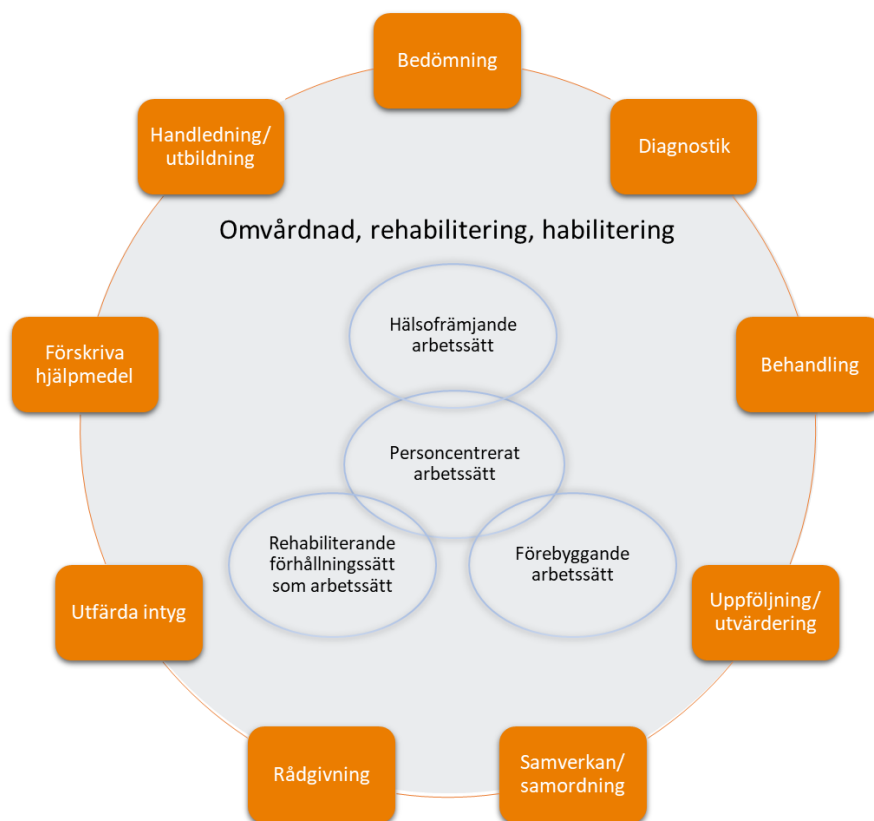 Bedömning
Diagnostik
Behandling
Uppföljning/
utvärdering
Samverkan/
samordning
Rådgivning
Utfärda intyg
Förskriva
hjälpmedel
Handledning/
utbildning
Omvårdnad, rehabilitering, habilitering
Hälsofrämjande
arbetssätt
Personcentrerat
arbetssätt
Rehabiliterande
förhållningssätt
som arbetssätt
Förebyggande
arbetssätt